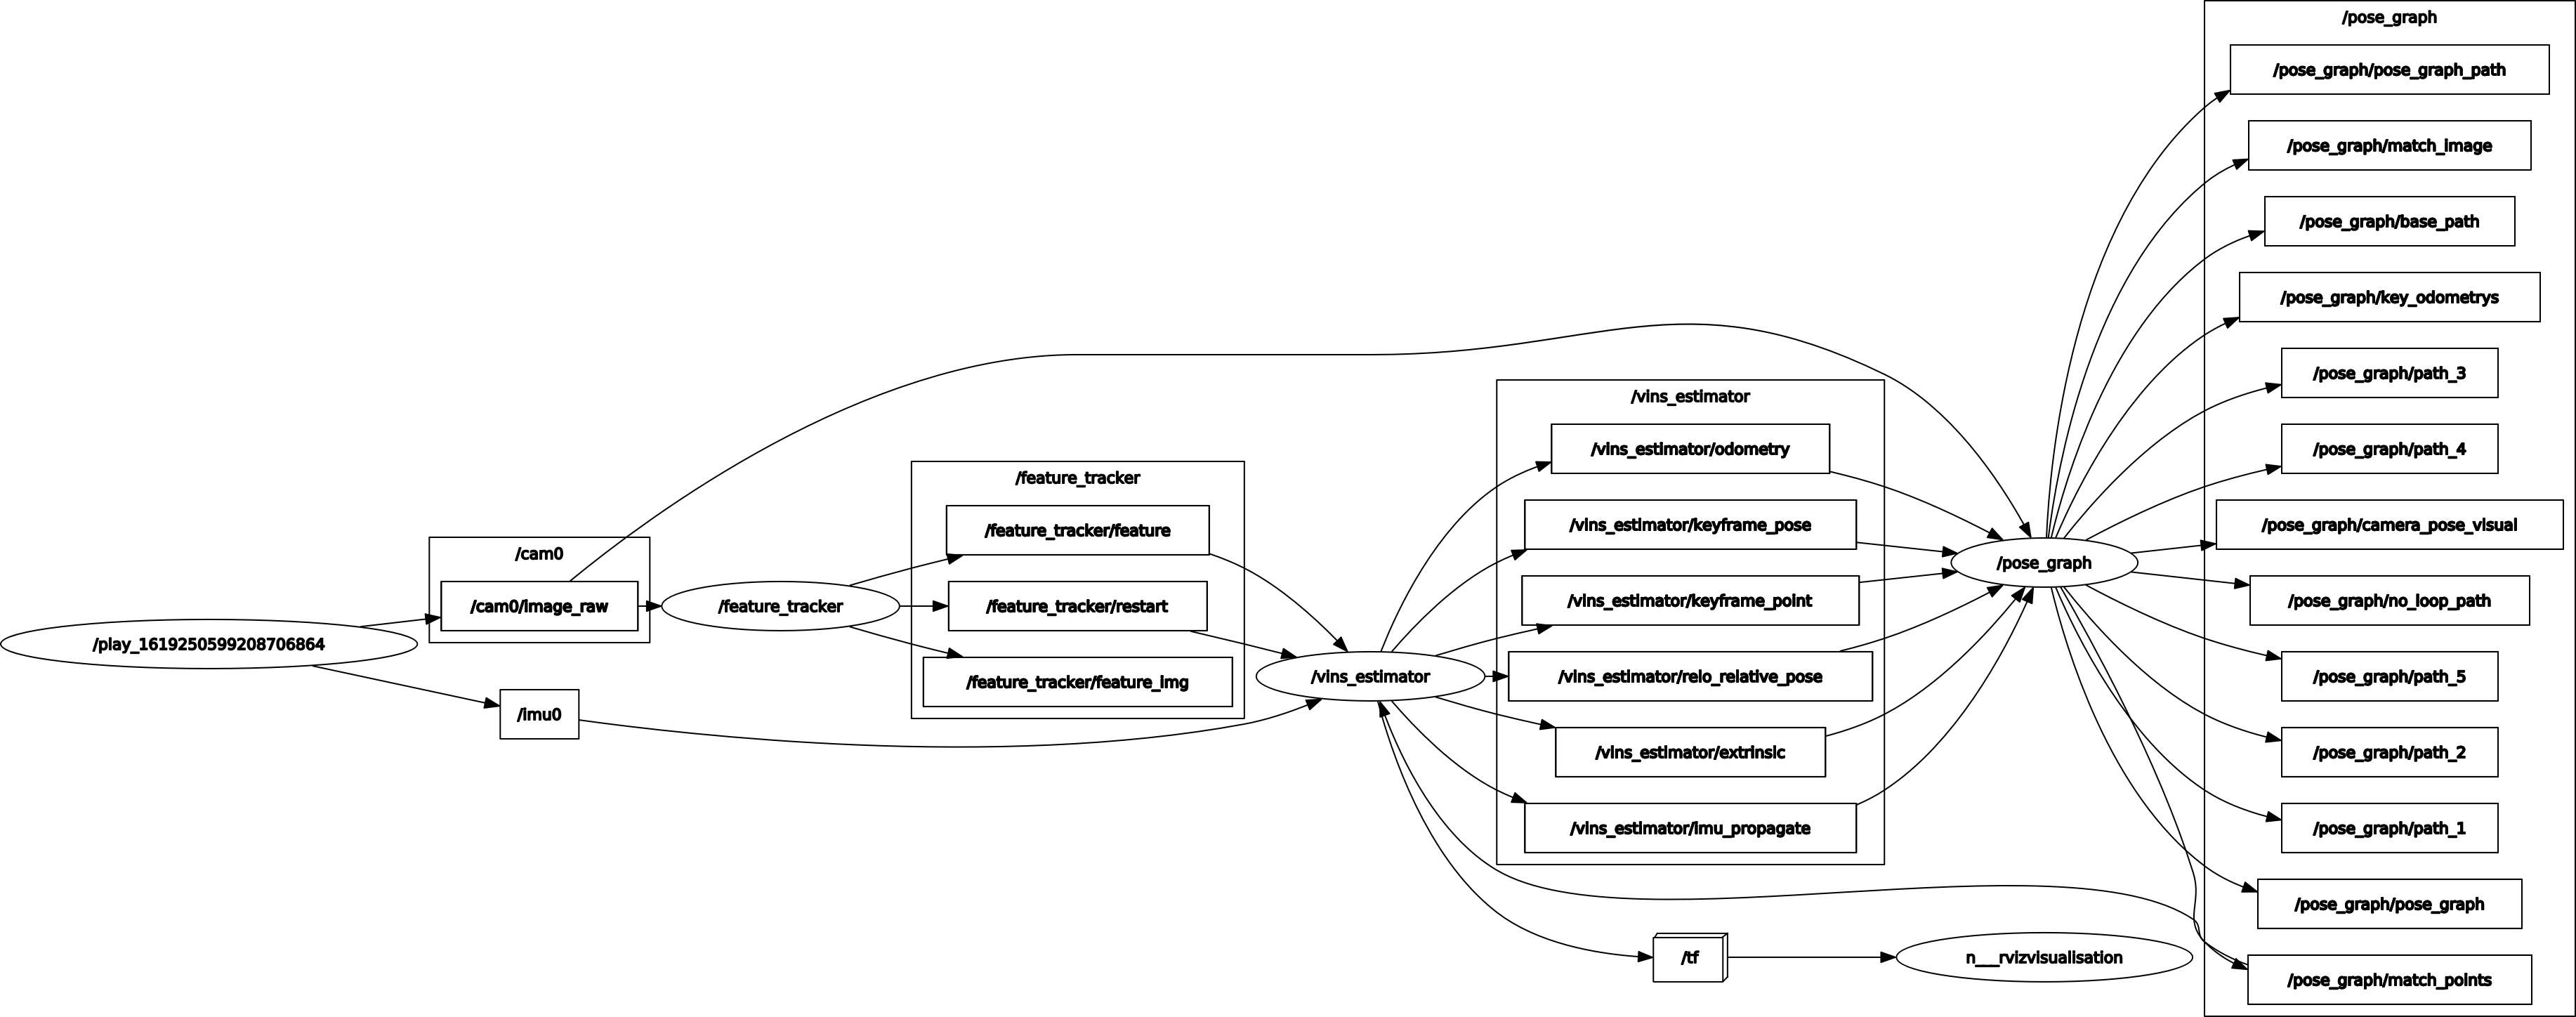 /play_1619250599208706864
/cam0
/cam0/image_raw
/imu0
/feature_tracker
/feature_tracker
/feature_tracker/feature
/feature_tracker/restart
/feature_tracker/feature_img
/vins_estimator
/vins_estimator
/vins_estimator/odometry
/vins_estimator/keyframe_pose
/vins_estimator/keyframe_point
/vins_estimator/relo_relative_pose
/vins_estimator/extrinsic
/vins_estimator/imu_propagate
/tf
/pose_graph
n___rvizvisualisation
/pose_graph
/pose_graph/pose_graph_path
/pose_graph/match_image
/pose_graph/base_path
/pose_graph/key_odometrys
/pose_graph/path_3
/pose_graph/path_4
/pose_graph/camera_pose_visual
/pose_graph/no_loop_path
/pose_graph/path_5
/pose_graph/path_2
/pose_graph/path_1
/pose_graph/pose_graph
/pose_graph/match_points